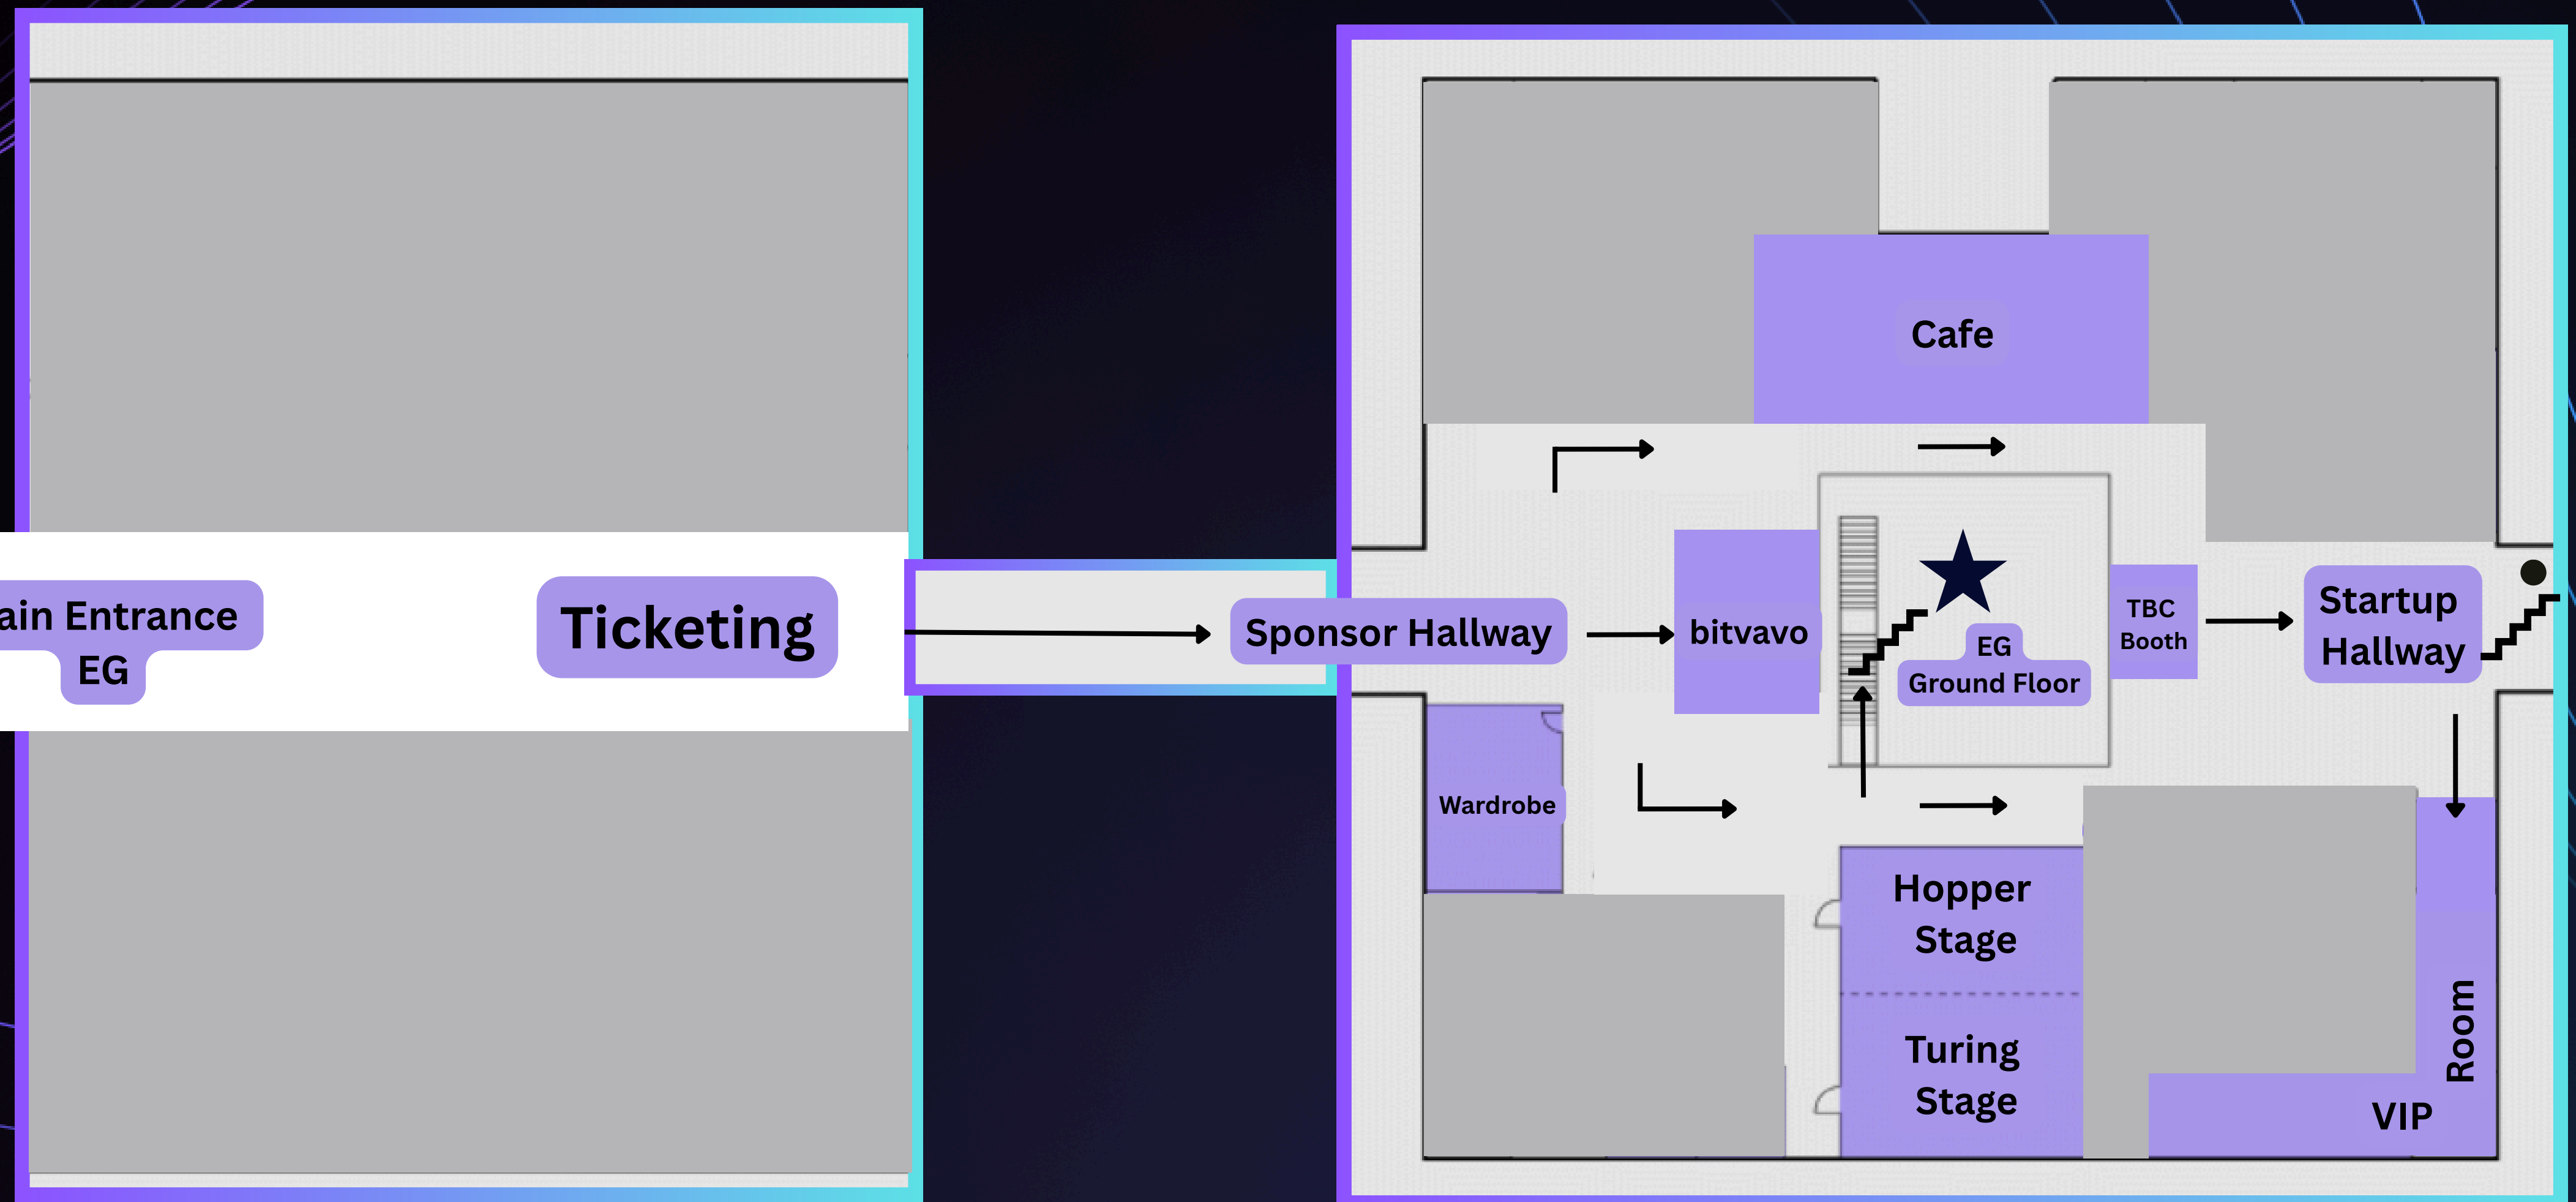 ain Entrance
EG
Ticketing
Sponsor Hallway
bitvavo
Cafe
EG
Ground Floor
TBC
Booth
Startup
Hallway
Wardrobe
Hopper
Stage
Turing
Stage
Room
VIP